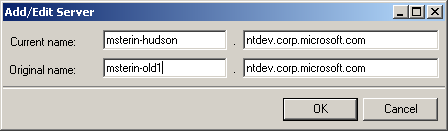 Add/Edit Server
Current name: msterin-hudson . ntdev.corp.microsoft.com
Original name: msterin-old1 . ntdev.corp.microsoft.com
OK Cancel